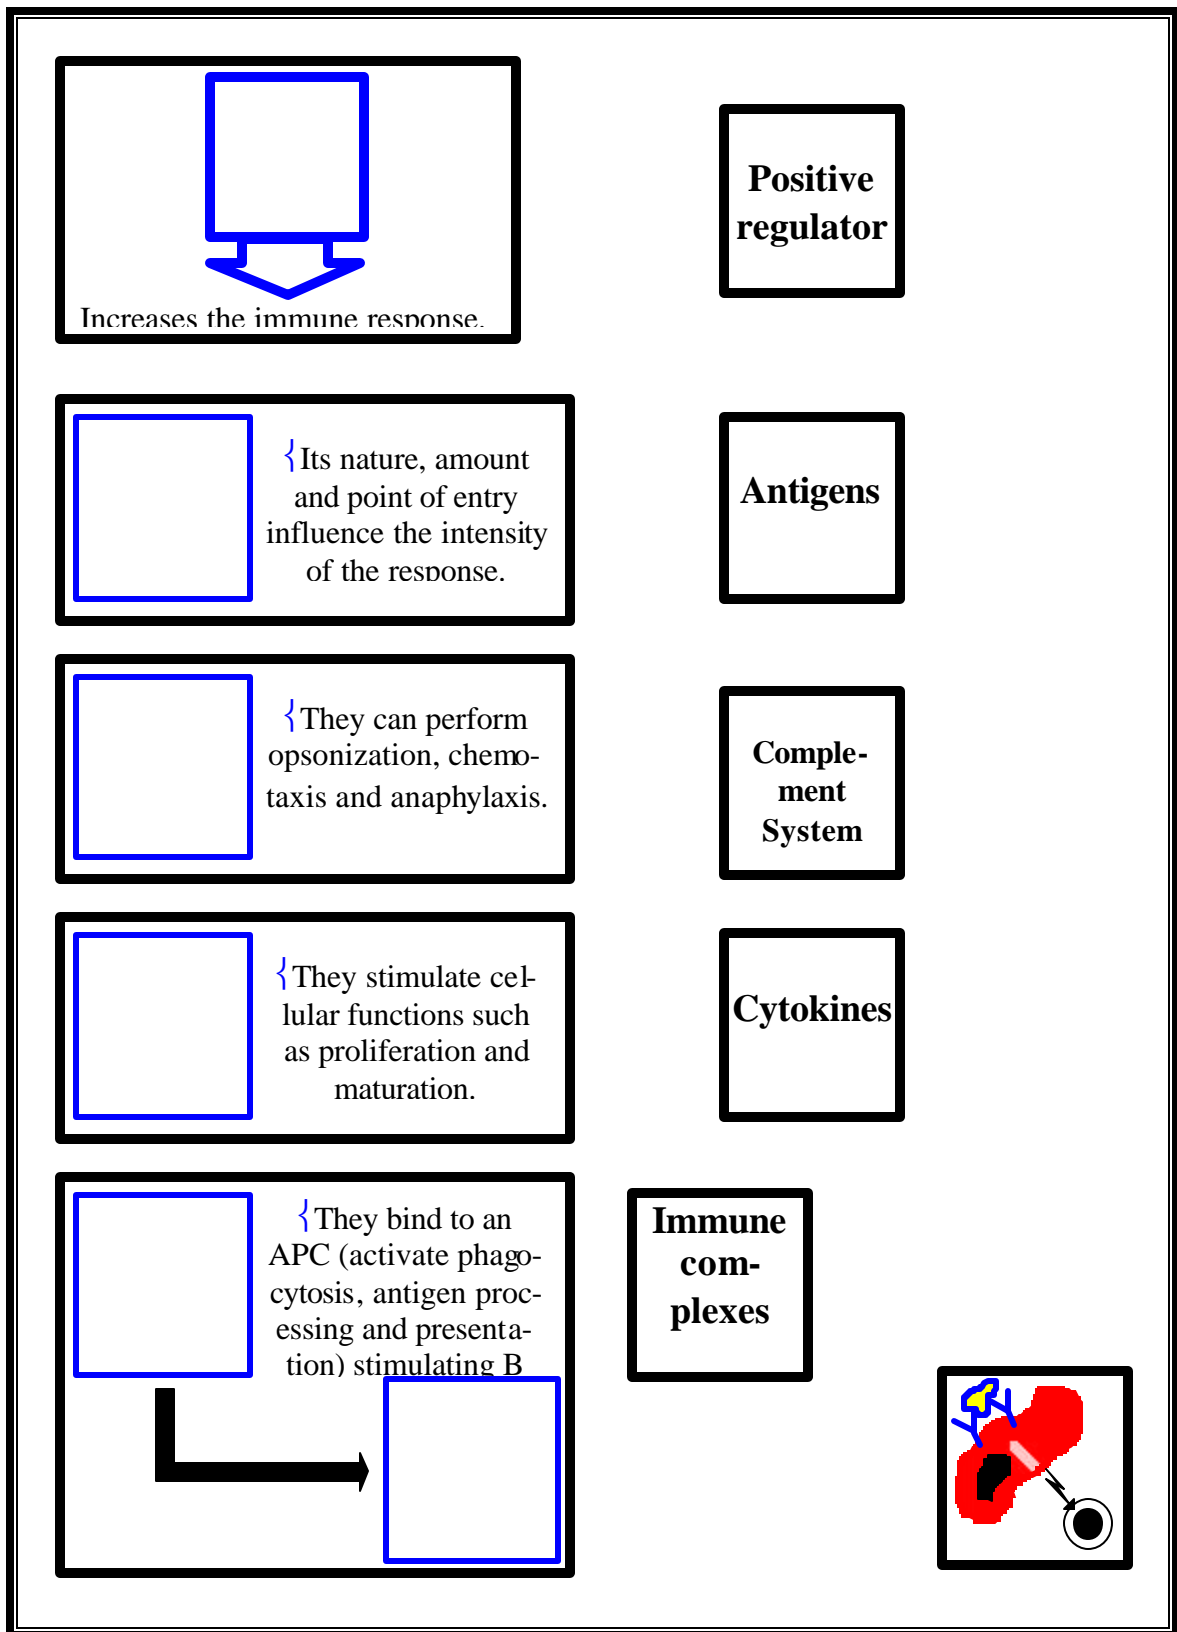 Positive
regulator
Increases the immune response.
Its nature, amount
and point of entry
influence the intensity
of the response.
Antigens
They can perform
opsonization, chemo-
taxis and anaphylaxis.
Comple-
ment
System
They stimulate cel-
lular functions such
as proliferation and
maturation.
Cytokines
They bind to an
APC (activate phago-
cytosis, antigen proc-
essing and presenta-
tion) stimulating B
Immune
com-
plexes